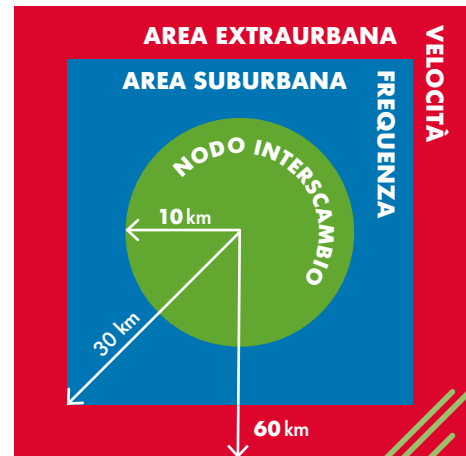 AREA EXTRAURBANA
VELOCITÀ
AREA SUBURBANA
FREQUENZA
NODO INTERSCAMBIO
10 km
30 km
60 km